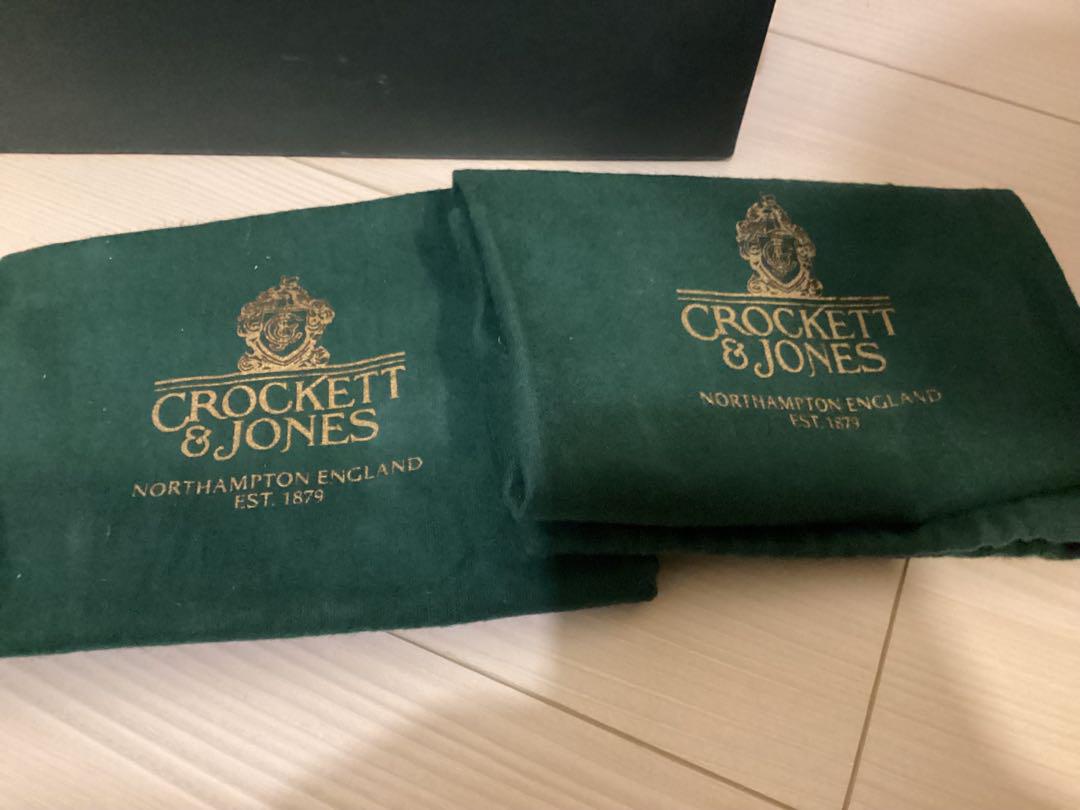 CROCKETT
& JONES
NORTHAMPTON ENGLAND
EST. 1879
CROCKETT
& JONES
NORTHAMPTON ENGLAND
EST. 1879